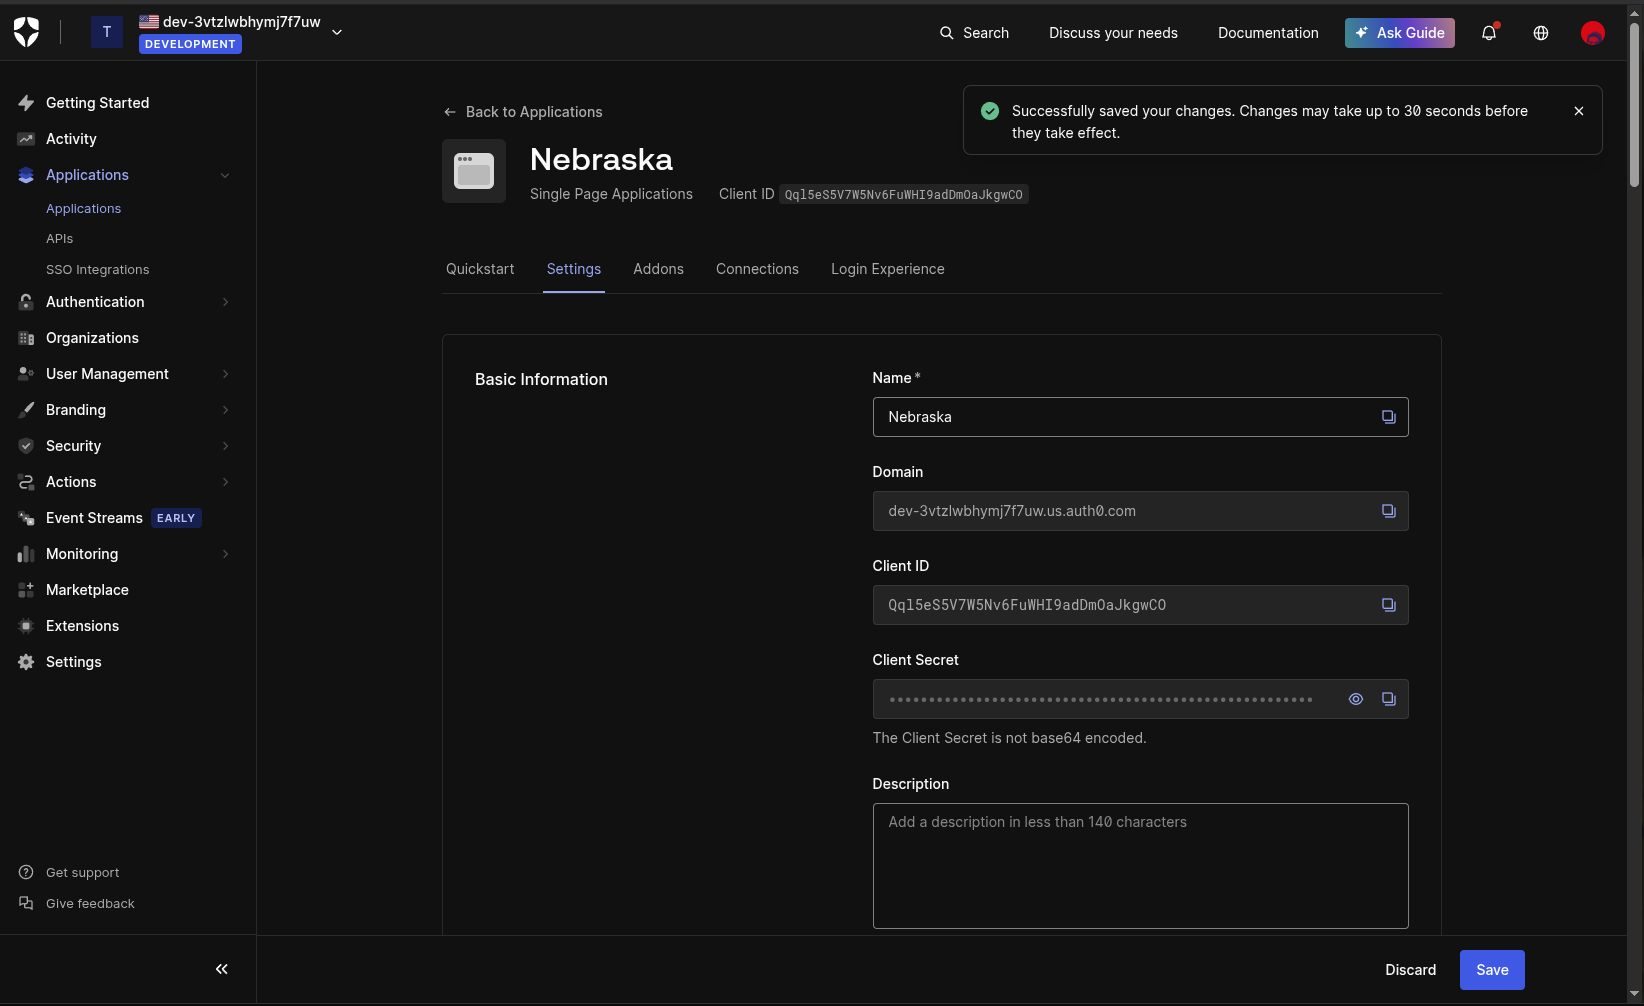 T
dev-3vtzlwbhymj7f7uw
DEVELOPMENT
Search
Discuss your needs
Documentation
Ask Guide
Getting Started
Activity
Applications
Applications
APIs
SSO Integrations
Authentication
Organizations
User Management
Branding
Security
Actions
Event Streams EARLY
Monitoring
Marketplace
Extensions
Settings
Get support
Give feedback
Back to Applications
Successfully saved your changes. Changes may take up to 30 seconds before
they take effect.
Nebraska
Single Page Applications Client ID Qql5eS5V7W5Nv6FuWHI9adDmOaJkgwCO
Quickstart Settings Addons Connections Login Experience
Basic Information
Name *
Nebraska
Domain
dev-3vtzlwbhymj7f7uw.us.auth0.com
Client ID
Qql5eS5V7W5Nv6FuWHI9adDmOaJkgwCO
Client Secret
The Client Secret is not base64 encoded.
Description
Add a description in less than 140 characters
Discard
Save